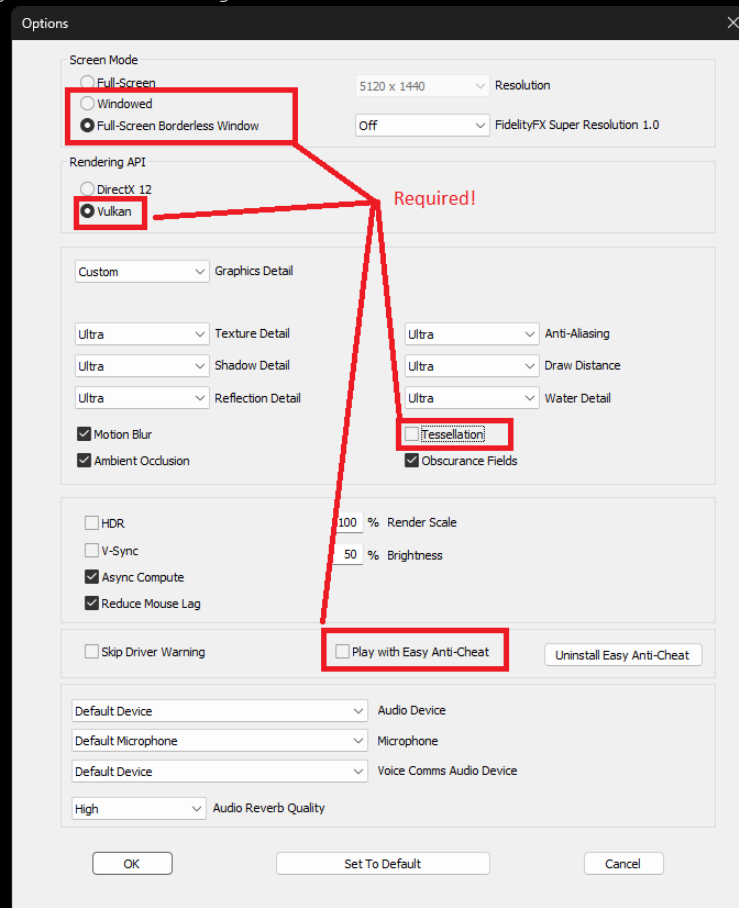 Options
Screen Mode
Full-Screen
Windowed
Full-Screen Borderless Window
5120 x 1440 Resolution
Off FidelityFX Super Resolution 1.0
Rendering API
DirectX 12
Vulkan
Required!
Custom Graphics Detail
Ultra Texture Detail Ultra Anti-Aliasing
Ultra Shadow Detail Ultra Draw Distance
Ultra Reflection Detail Ultra Water Detail
Motion Blur Tessellation
Ambient Occlusion Obscurance Fields
HDR 100 % Render Scale
V-Sync 50 % Brightness
Async Compute
Reduce Mouse Lag
Skip Driver Warning Play with Easy Anti-Cheat Uninstall Easy Anti-Cheat
Default Device Audio Device
Default Microphone Microphone
Default Device Voice Comms Audio Device
High Audio Reverb Quality
OK Set To Default Cancel